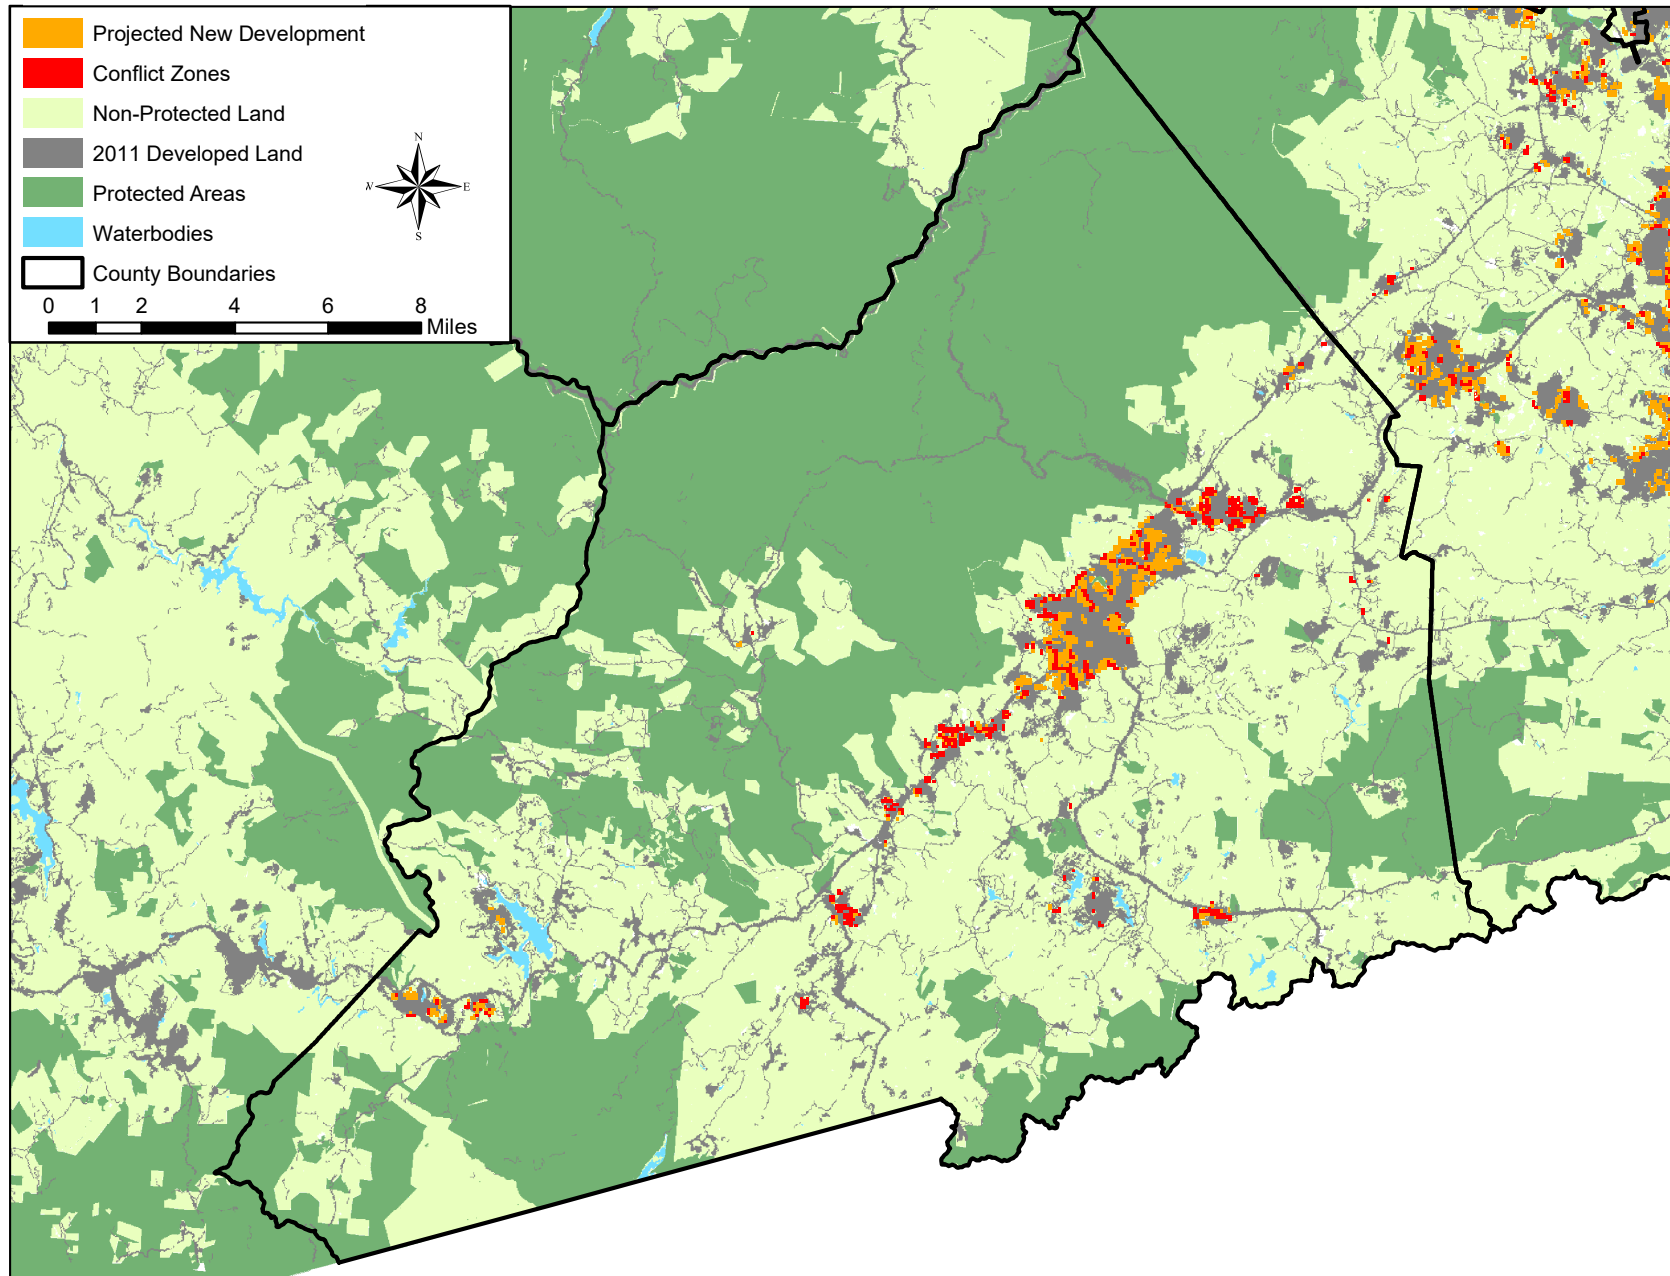 Projected New Development
Conflict Zones
Non-Protected Land
2011 Developed Land
Protected Areas
Waterbodies
County Boundaries
N
W E
S
0 1 2 4 6 8
Miles